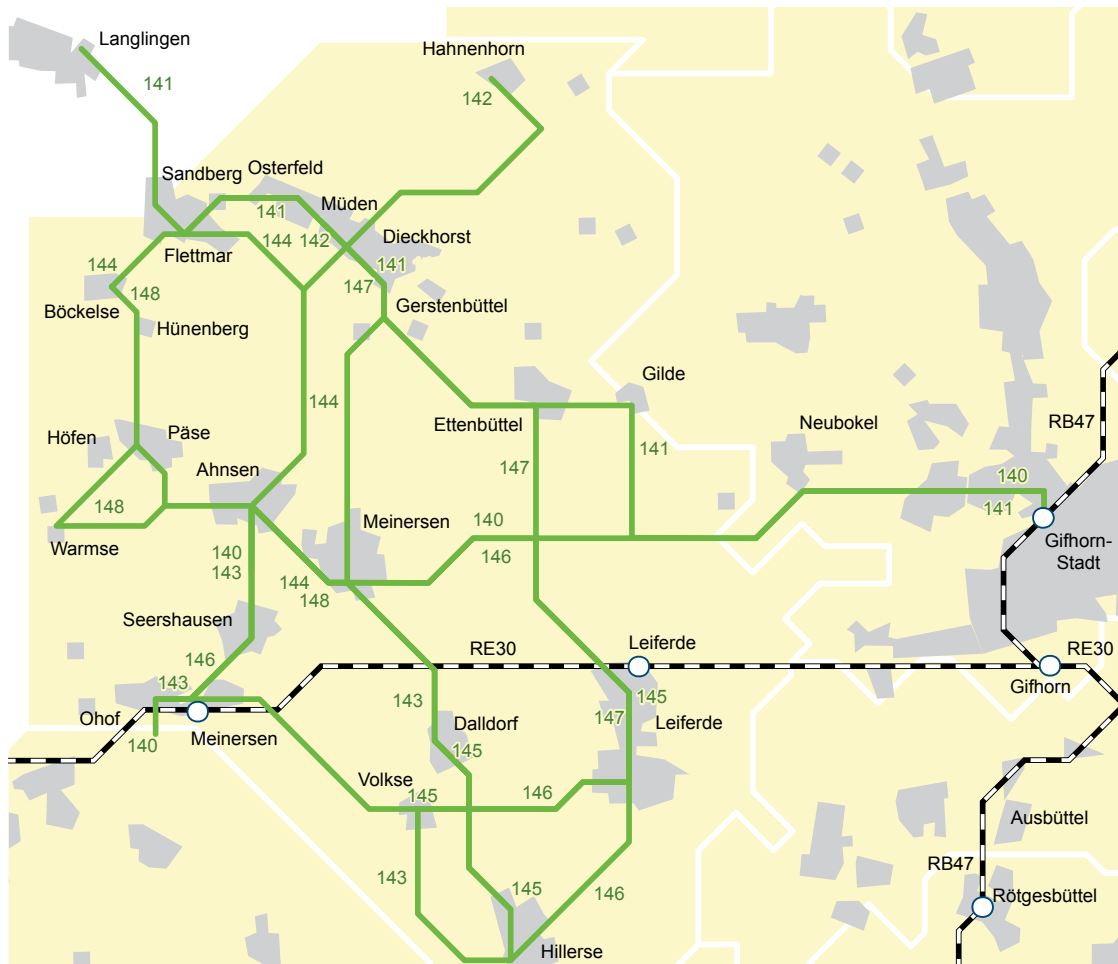 Langlingen
Hahnenhorn
141
142
Sandberg
Osterfeld
141
Müden
142
Dieckhorst
144
Flettmar
141
147
144
148
Böckelse
Gerstenbüttel
Hünenberg
144
Gilde
Ettenbüttel
Neubokel
RB47
Höfen
Päse
147
141
Ahnsen
140
141
148
Meinersen
140
146
Warmse
Gifhorn-
Stadt
140
143
144
148
Seershausen
146
RE30
Leiferde
RE30
Gifhorn
143
143
145
147
Leiferde
Ohof
Meinersen
140
Dalldorf
145
Volkse
145
146
Ausbüttel
RB47
143
145
146
Rötgesbüttel
Hillerse